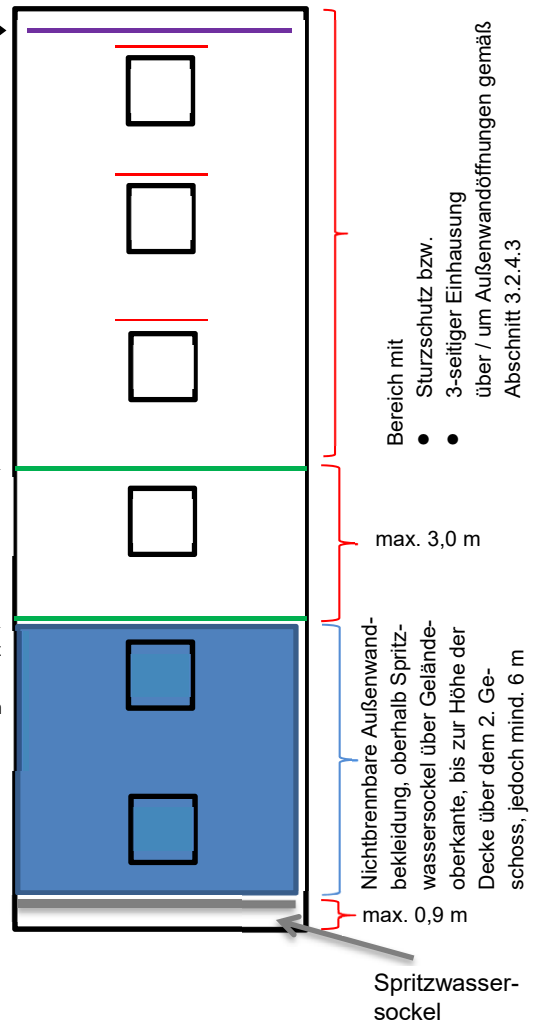 Bereich mit
● Sturzschutz bzw.
● 3-seitiger Einhausung
über / um Außenwandöffnungen gemäß
Abschnitt 3.2.4.3
max. 3,0 m
Nichtbrennbare Außenwand-
bekleidung, oberhalb Spritz-
wassersockel über Gelände-
oberkante, bis zur Höhe der
Decke über dem 2. Ge-
schoss, jedoch mind. 6 m
max. 0,9 m
Spritzwasser-
sockel